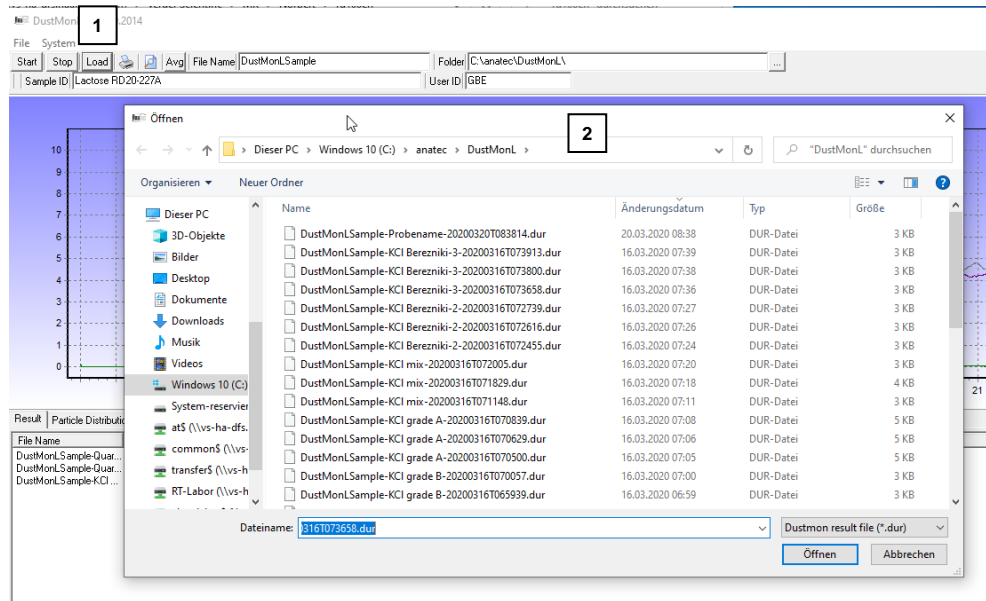 DustMon
2014
1
File System
Start Stop Load Avg File Name DustMonLSample Folder C:\anatec\DustMonL\ ...
Sample ID Lactose RD20-227A User ID GBE
Öffnen
2
Dieser PC > Windows 10 (C:) > anatec > DustMonL >
"DustMonL" durchsuchen
Organisieren Neuer Ordner
Name Änderungsdatum Typ Größe
Dieser PC
3D-Objekte
Bilder
Desktop
Dokumente
Downloads
Musik
Videos
Windows 10 (C:)
System-reservier
at$ (\\vs-ha-dfs.
common$ (\\vs-
transfer$ (\\vs-h
RT-Labor (\\vs-h
DustMonLSample-Probename-20200320T083814.dur 20.03.2020 08:38 DUR-Datei 3 KB
DustMonLSample-KCl Berezniki-3-20200316T073913.dur 16.03.2020 07:39 DUR-Datei 3 KB
DustMonLSample-KCl Berezniki-3-20200316T073800.dur 16.03.2020 07:38 DUR-Datei 3 KB
DustMonLSample-KCl Berezniki-3-20200316T073658.dur 16.03.2020 07:36 DUR-Datei 3 KB
DustMonLSample-KCl Berezniki-2-20200316T072739.dur 16.03.2020 07:27 DUR-Datei 3 KB
DustMonLSample-KCl Berezniki-2-20200316T072616.dur 16.03.2020 07:26 DUR-Datei 3 KB
DustMonLSample-KCl Berezniki-2-20200316T072455.dur 16.03.2020 07:24 DUR-Datei 3 KB
DustMonLSample-KCl mix-20200316T072005.dur 16.03.2020 07:20 DUR-Datei 3 KB
DustMonLSample-KCl mix-20200316T071829.dur 16.03.2020 07:18 DUR-Datei 4 KB
DustMonLSample-KCl mix-20200316T071148.dur 16.03.2020 07:11 DUR-Datei 3 KB
DustMonLSample-KCl grade A-20200316T070839.dur 16.03.2020 07:08 DUR-Datei 5 KB
DustMonLSample-KCl grade A-20200316T070629.dur 16.03.2020 07:06 DUR-Datei 5 KB
DustMonLSample-KCl grade A-20200316T070500.dur 16.03.2020 07:05 DUR-Datei 5 KB
DustMonLSample-KCl grade B-20200316T070057.dur 16.03.2020 07:00 DUR-Datei 3 KB
DustMonLSample-KCl grade B-20200316T065939.dur 16.03.2020 06:59 DUR-Datei 3 KB
Dateiname: 316T073658.dur Dustmon result file (*.dur)
Öffnen Abbrechen
10
9
8
7
6
5
4
3
2
1
0
21
Result Particle Distributio
File Name
DustMonLSample-Quar...
DustMonLSample-Quar...
DustMonLSample-KCl ...